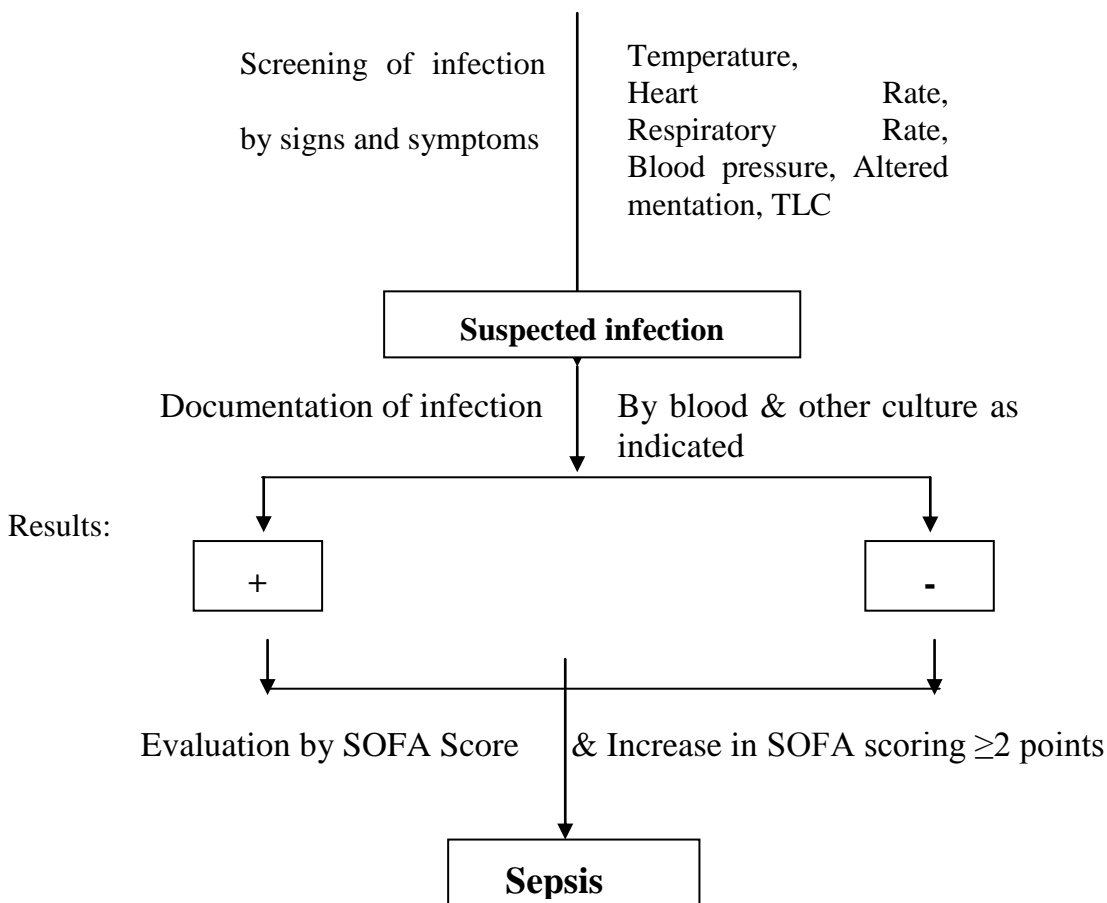 Screening of infection
by signs and symptoms
Temperature,
Heart Rate,
Respiratory Rate,
Blood pressure, Altered
mentation, TLC
Suspected infection
Documentation of infection
By blood & other culture as
indicated
Results:
+
-
Evaluation by SOFA Score
& Increase in SOFA scoring ≥2 points
Sepsis